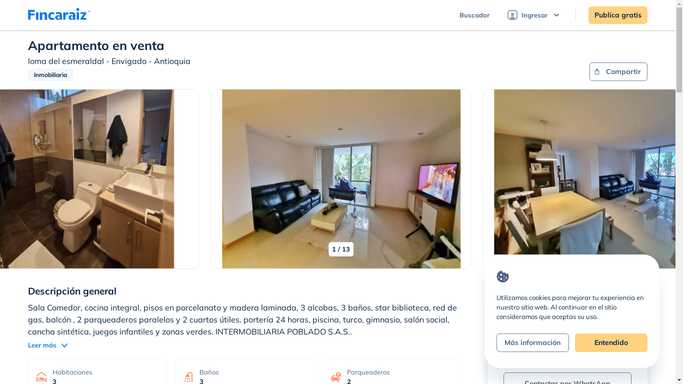 Fincaraiz
Buscador
Ingresar
Publica gratis
Apartamento en venta
loma del esmeraldal - Envigado - Antioquia
Inmobiliaria
Compartir
1 / 13
Descripción general
Sala Comedor, cocina integral, pisos en porcelanato y madera laminada, 3 alcobas, 3 baños, star biblioteca, red de
gas, balcón , 2 parqueaderos paralelos y 2 cuartos útiles. portería 24 horas, piscina, turco, gimnasio, salón social,
cancha sintética, juegos infantiles y zonas verdes. INTERMOBILIARIA POBLADO S.A.S..
Leer más
Habitaciones
3
Baños
3
Parqueaderos
2
Utilizamos cookies para mejorar tu experiencia en
nuestro sitio web. Al continuar en el sitio
consideramos que aceptas su uso.
Más información
Entendido
Contactar por WhatsApp